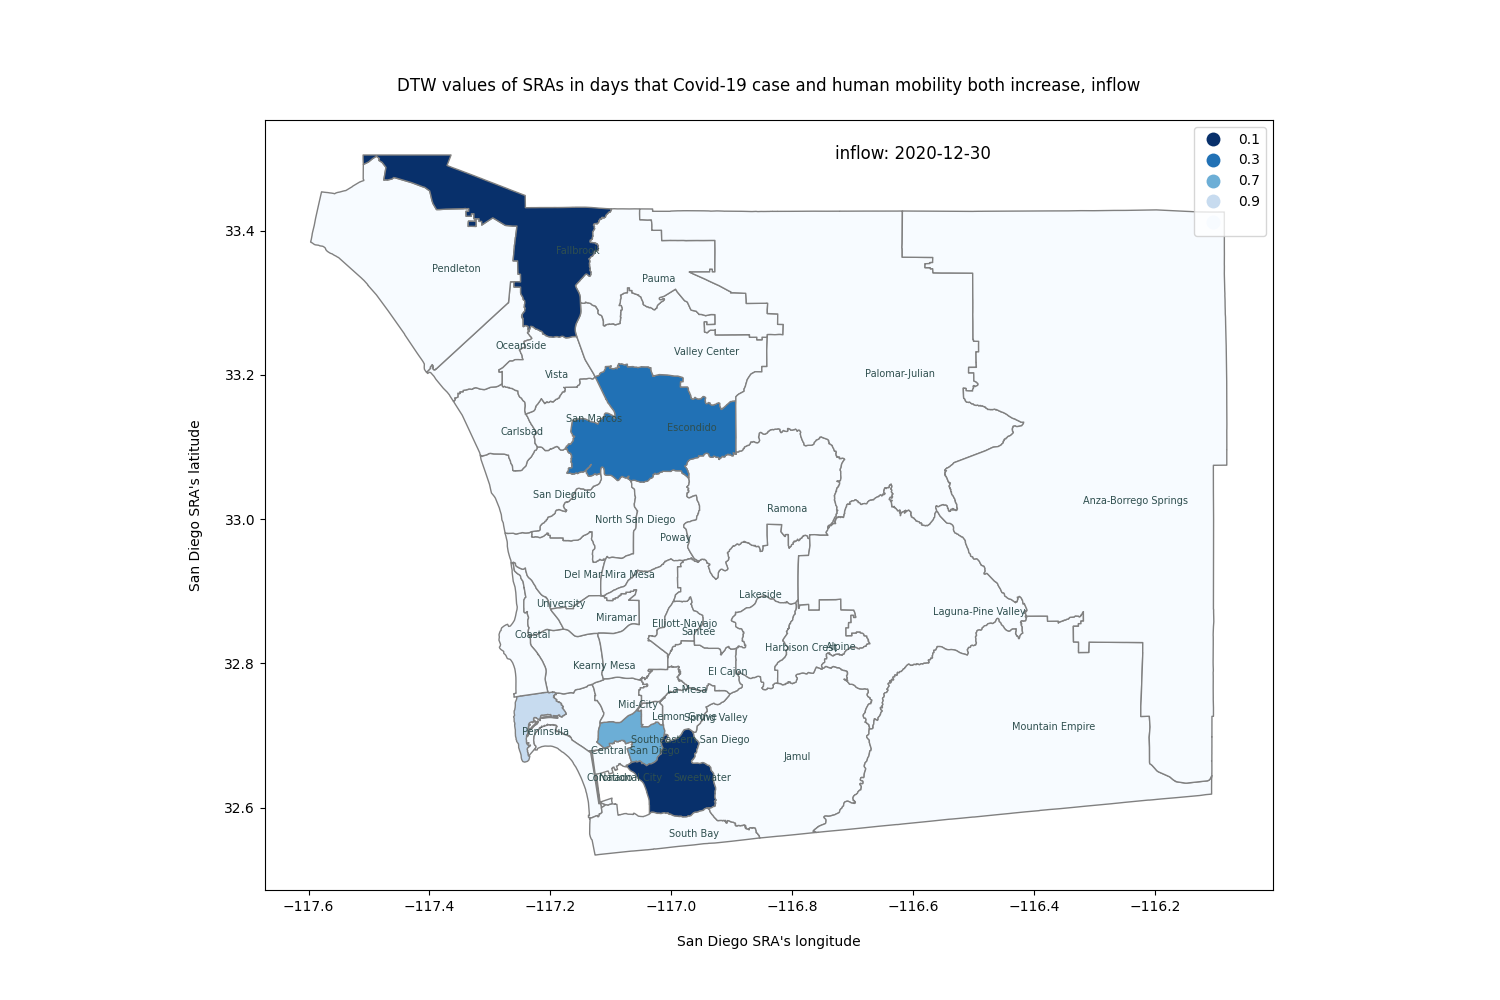 DTW values of SRAs in days that Covid-19 case and human mobility both increase, inflow
inflow: 2020-12-30
0.1
0.3
0.7
0.9
33.4
33.2
33.0
32.8
32.6
San Diego SRA's latitude
Fallbrook
Pendleton
Pauma
Oceanside
Valley Center
Vista
Palomar-Julian
San Marcos
Escondido
Carlsbad
San Dieguito
Anza-Borrego Springs
Ramona
North San Diego
Poway
Del Mar-Mira Mesa
Lakeside
University
Laguna-Pine Valley
Miramar
Elliott-Navajo
Santee
Coastal
Harbison Crest
Alpine
Kearny Mesa
El Cajon
La Mesa
Mid-City
Lemon Grove
Spring Valley
Mountain Empire
Peninsula
Southeastern San Diego
Central San Diego
Jamul
Coronado
National City
Sweetwater
South Bay
−117.6
−117.4
−117.2
−117.0
−116.8
−116.6
−116.4
−116.2
San Diego SRA's longitude